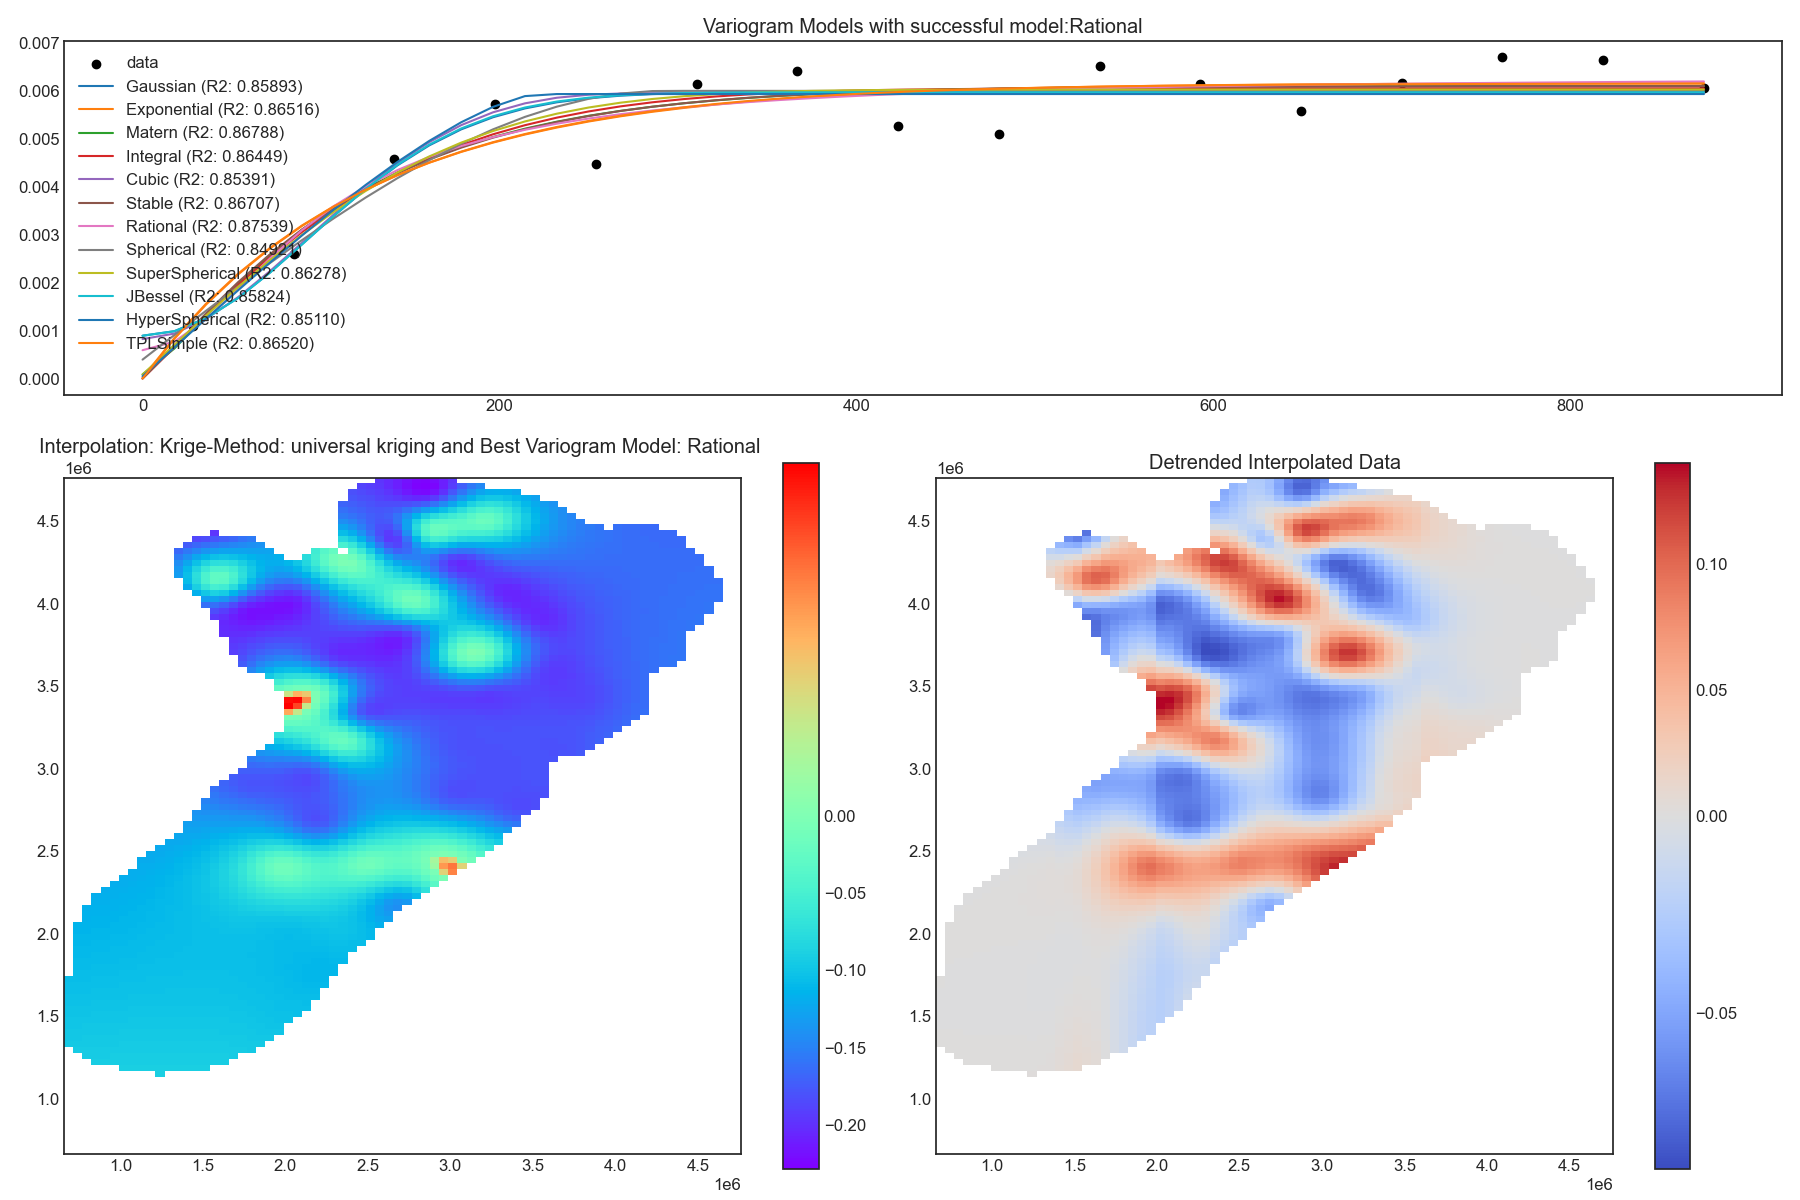 Variogram Models with successful model:Rational
0.007
0.006
0.005
0.004
0.003
0.002
0.001
0.000
data
Gaussian (R2: 0.85893)
Exponential (R2: 0.86516)
Matern (R2: 0.86788)
Integral (R2: 0.86449)
Cubic (R2: 0.85391)
Stable (R2: 0.86707)
Rational (R2: 0.87539)
Spherical (R2: 0.84921)
SuperSpherical (R2: 0.86278)
JBessel (R2: 0.85824)
HyperSpherical (R2: 0.85110)
TPLSimple (R2: 0.86520)
0 200 400 600 800
Interpolation: Krige-Method: universal kriging and Best Variogram Model: Rational
1e6
4.5
4.0
3.5
3.0
2.5
2.0
1.5
1.0
1.0 1.5 2.0 2.5 3.0 3.5 4.0 4.5
1e6
0.00
−0.05
−0.10
−0.15
−0.20
Detrended Interpolated Data
1e6
4.5
4.0
3.5
3.0
2.5
2.0
1.5
1.0
1.0 1.5 2.0 2.5 3.0 3.5 4.0 4.5
1e6
0.10
0.05
0.00
−0.05